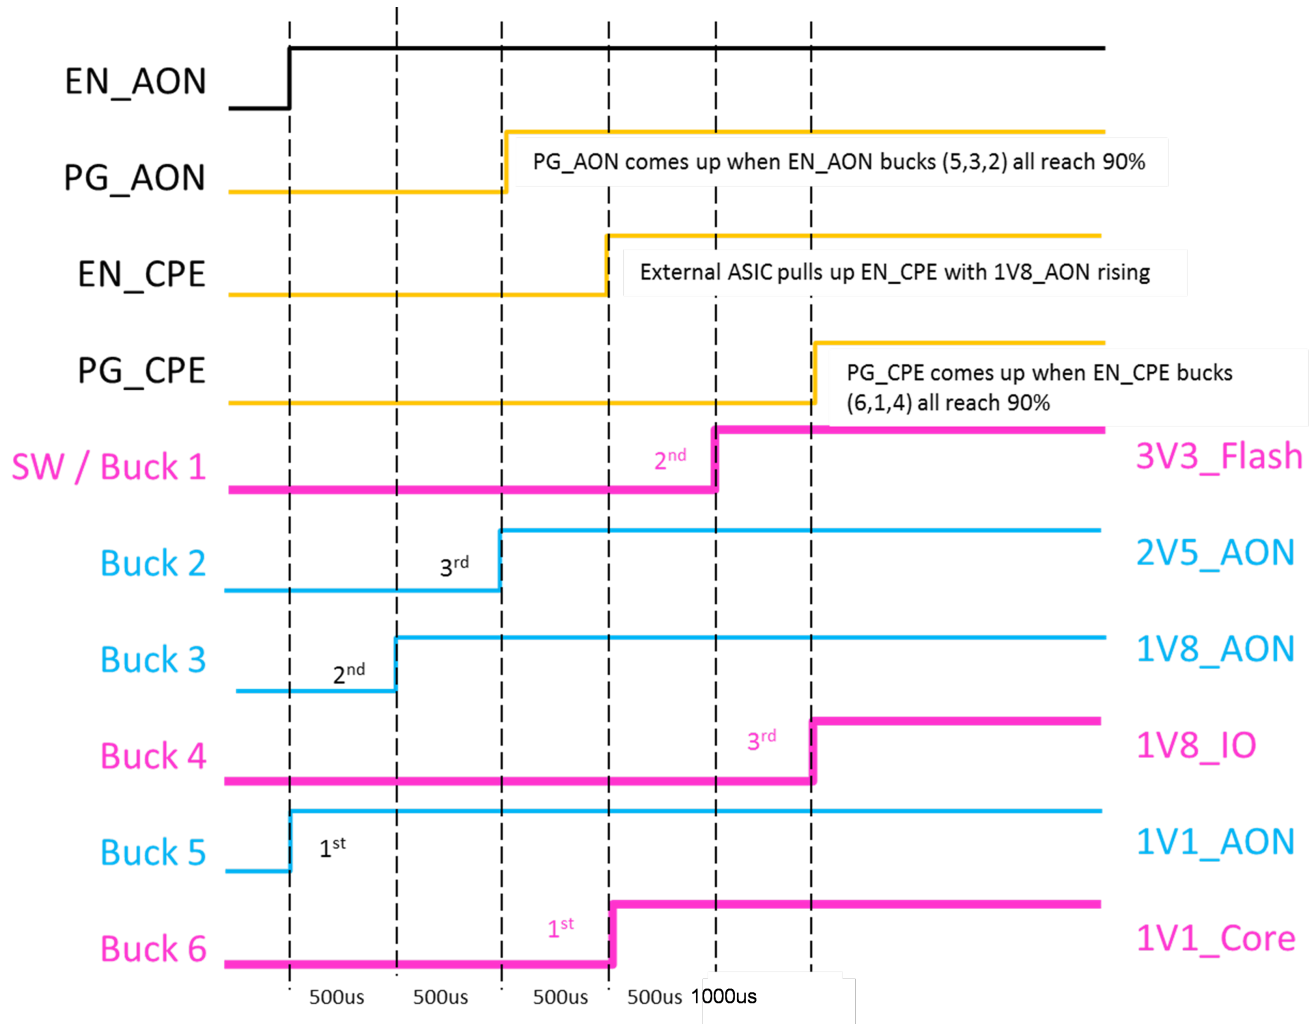 EN_AON
PG_AON
PG_AON comes up when EN_AON bucks (5,3,2) all reach 90%
EN_CPE
External ASIC pulls up EN_CPE with 1V8_AON rising
PG_CPE
PG_CPE comes up when EN_CPE bucks
(6,1,4) all reach 90%
SW / Buck 1
2nd
3V3_Flash
Buck 2
3rd
2V5_AON
Buck 3
2nd
1V8_AON
Buck 4
3rd
1V8_IO
Buck 5
1st
1V1_AON
Buck 6
1st
1V1_Core
500us 500us 500us 500us 1000us